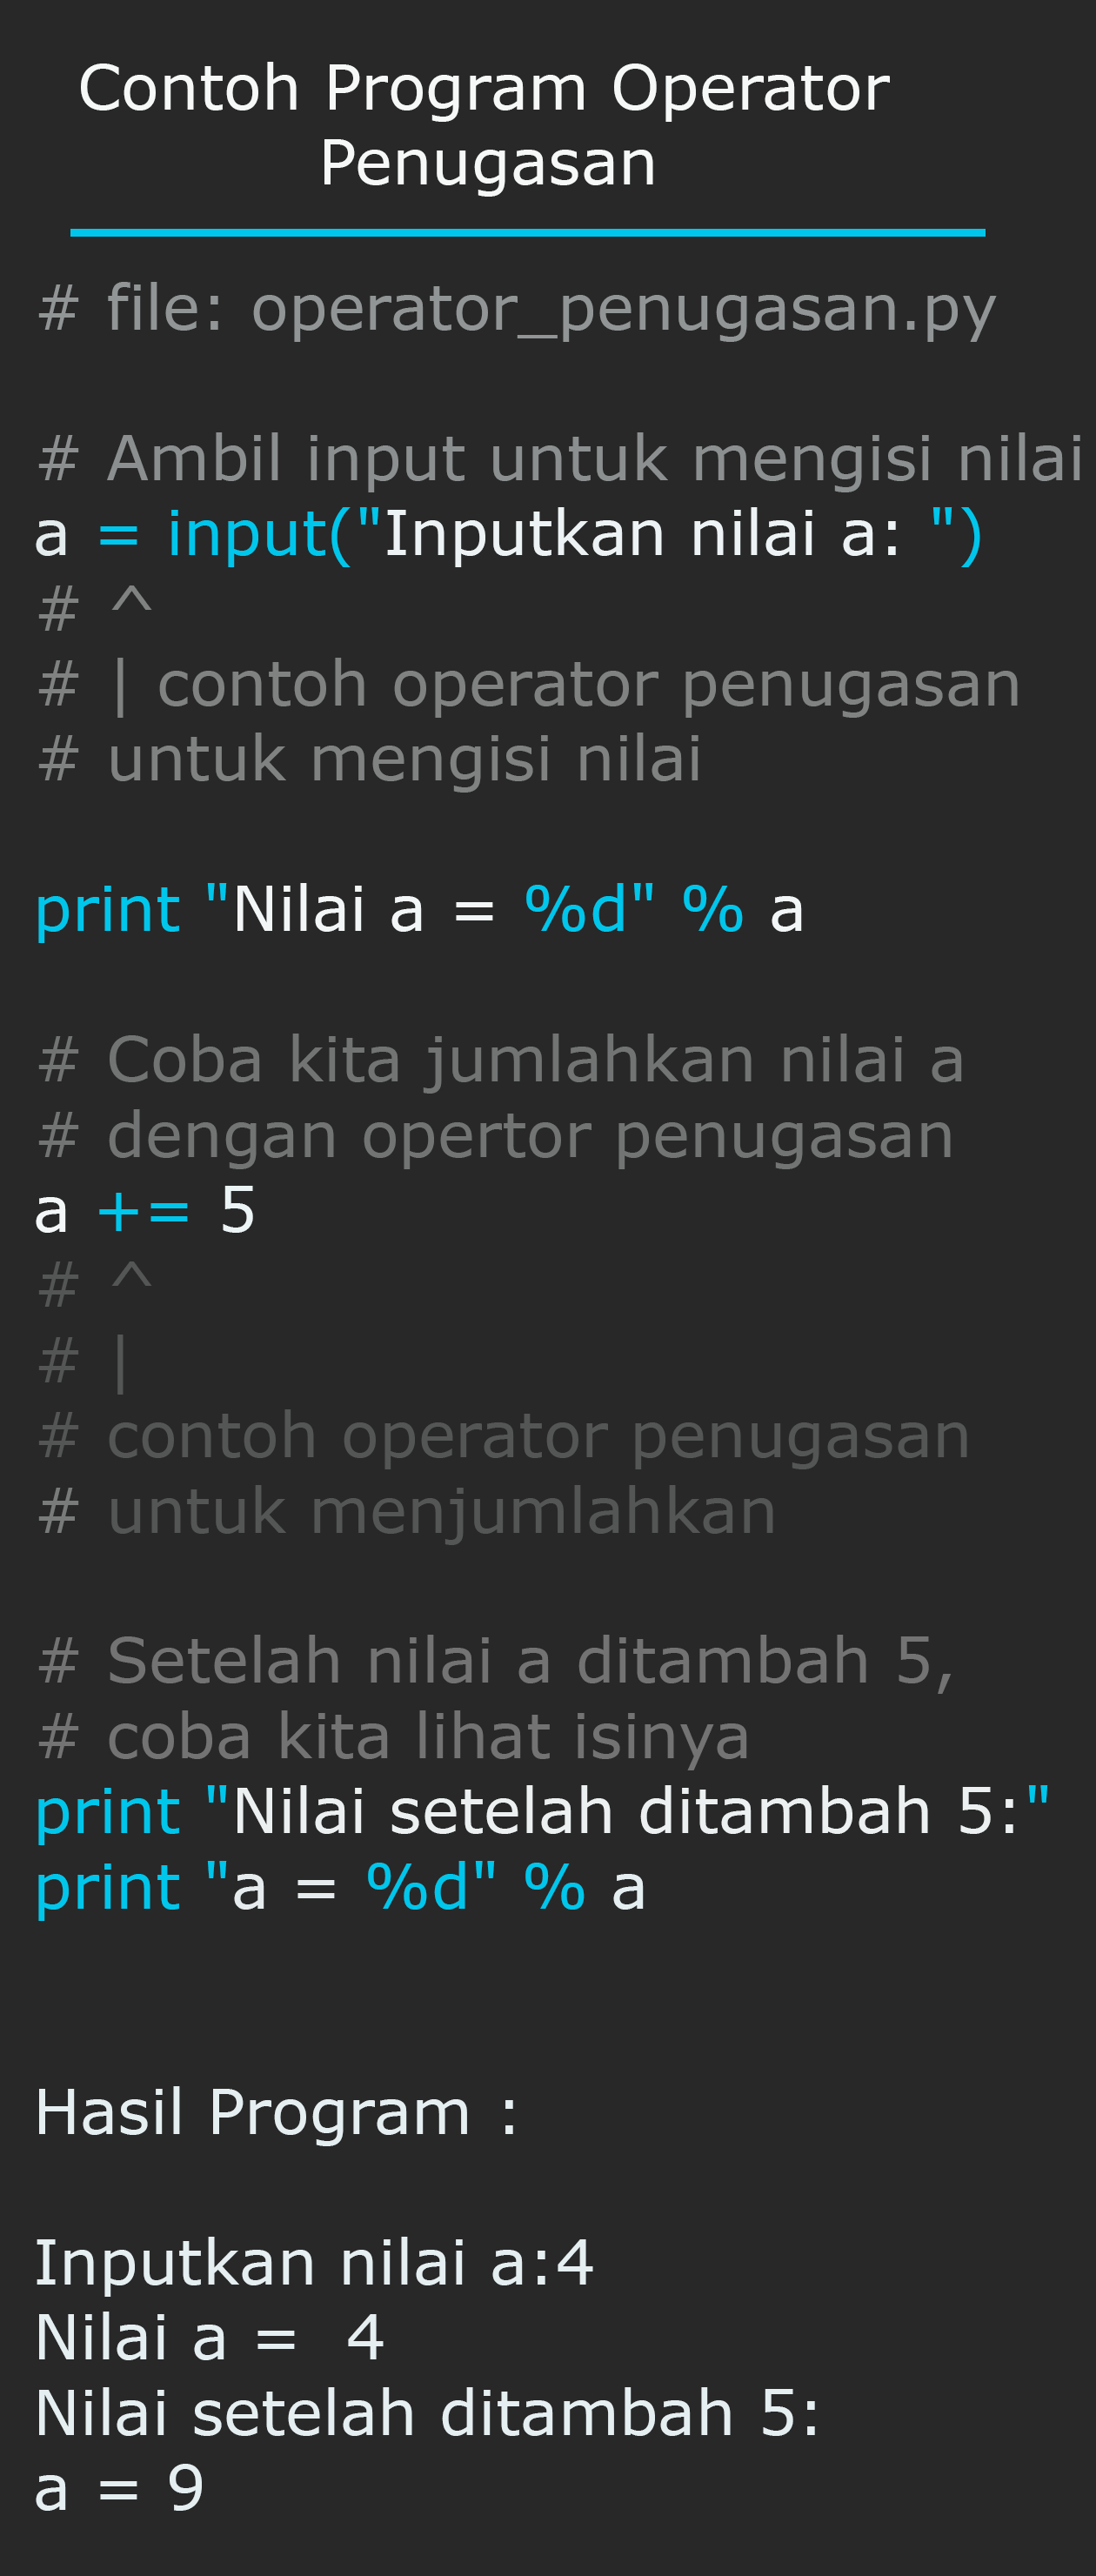 Contoh Program Operator
Penugasan
# file: operator_penugasan.py
# Ambil input untuk mengisi nilai
a = input("Inputkan nilai a: ")
# ^
# | contoh operator penugasan
# untuk mengisi nilai
print "Nilai a = %d" % a
# Coba kita jumlahkan nilai a
# dengan opertor penugasan
a += 5
# ^
# |
# contoh operator penugasan
# untuk menjumlahkan
# Setelah nilai a ditambah 5,
# coba kita lihat isinya
print "Nilai setelah ditambah 5:"
print "a = %d" % a
Hasil Program :
Inputkan nilai a:4
Nilai a =  4
Nilai setelah ditambah 5:
a = 9